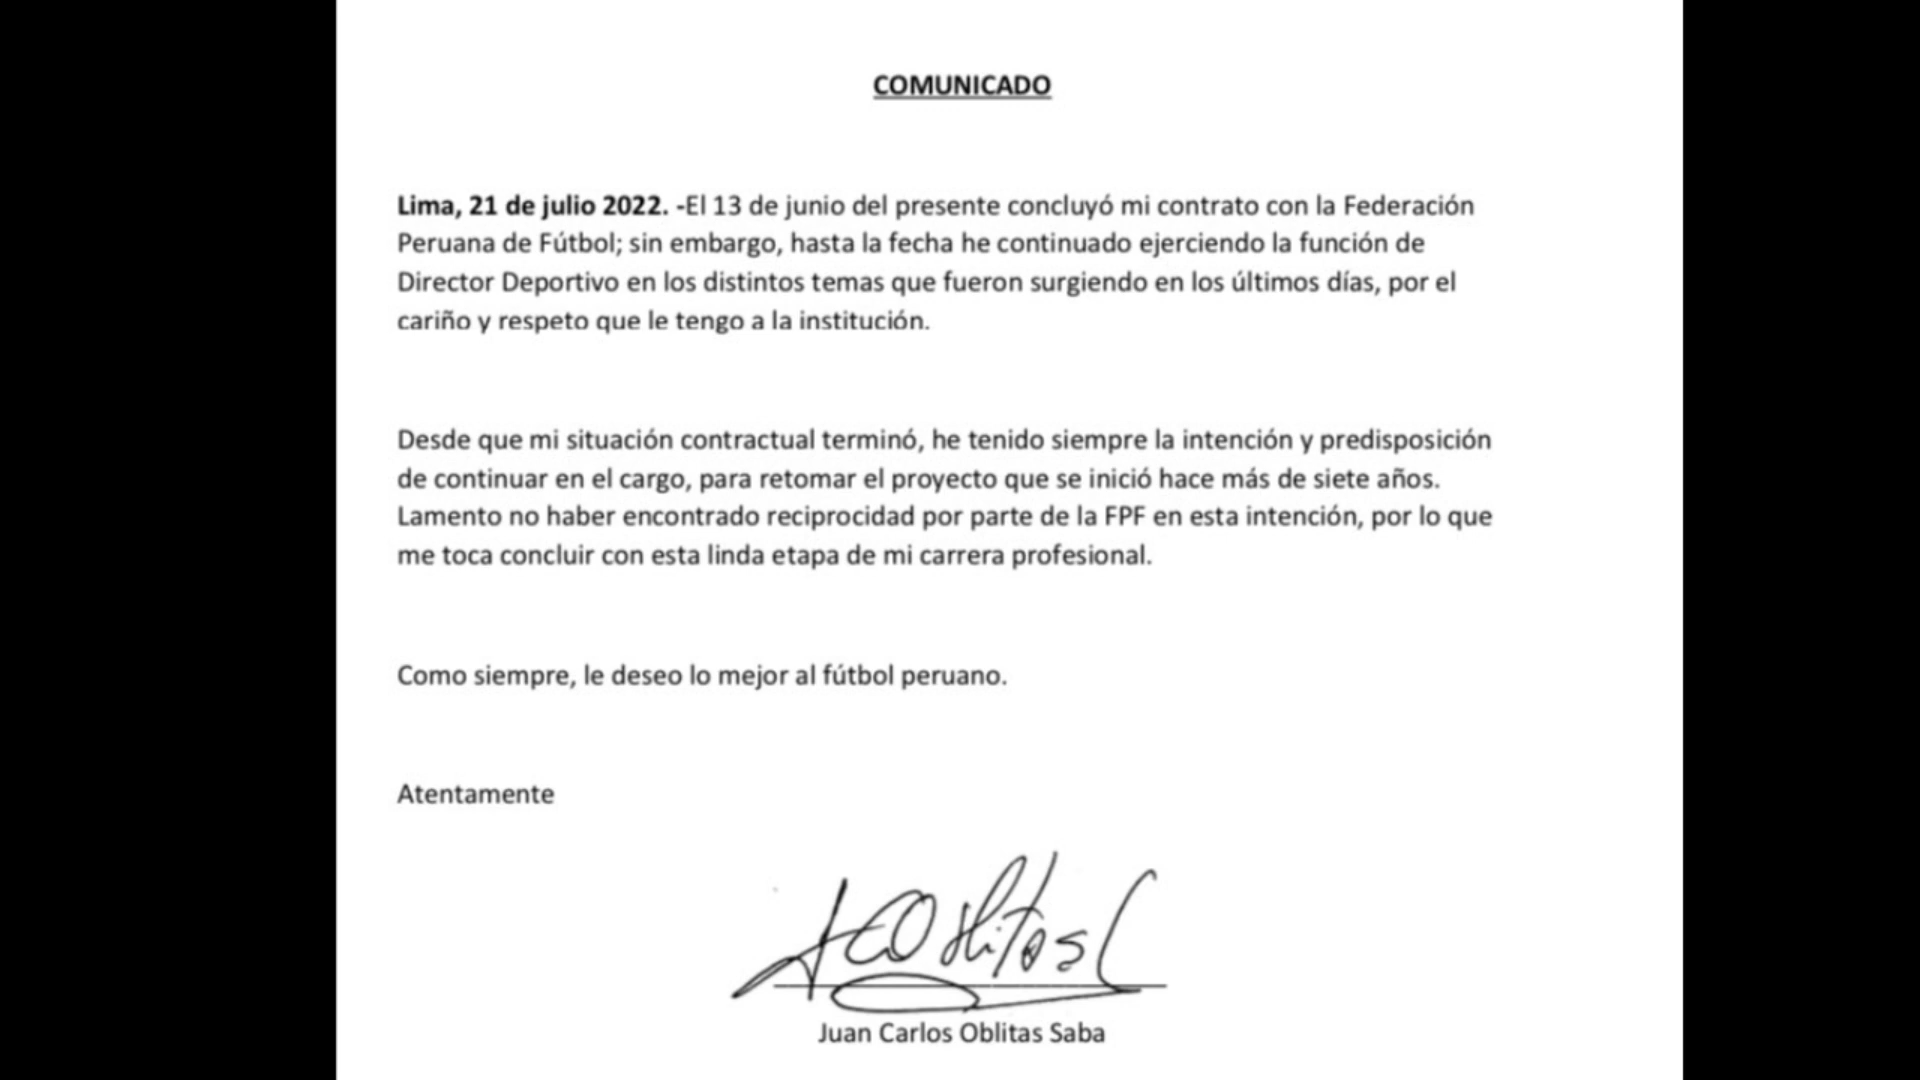 COMUNICADO
Lima, 21 de julio 2022. -El 13 de junio del presente concluyó mi contrato con la Federación
Peruana de Fútbol; sin embargo, hasta la fecha he continuado ejerciendo la función de
Director Deportivo en los distintos temas que fueron surgiendo en los últimos días, por el
cariño y respeto que le tengo a la institución.
Desde que mi situación contractual terminó, he tenido siempre la intención y predisposición
de continuar en el cargo, para retomar el proyecto que se inició hace más de siete años.
Lamento no haber encontrado reciprocidad por parte de la FPF en esta intención, por lo que
me toca concluir con esta linda etapa de mi carrera profesional.
Como siempre, le deseo lo mejor al fútbol peruano.
Atentamente
JCOblitas
Juan Carlos Oblitas Saba